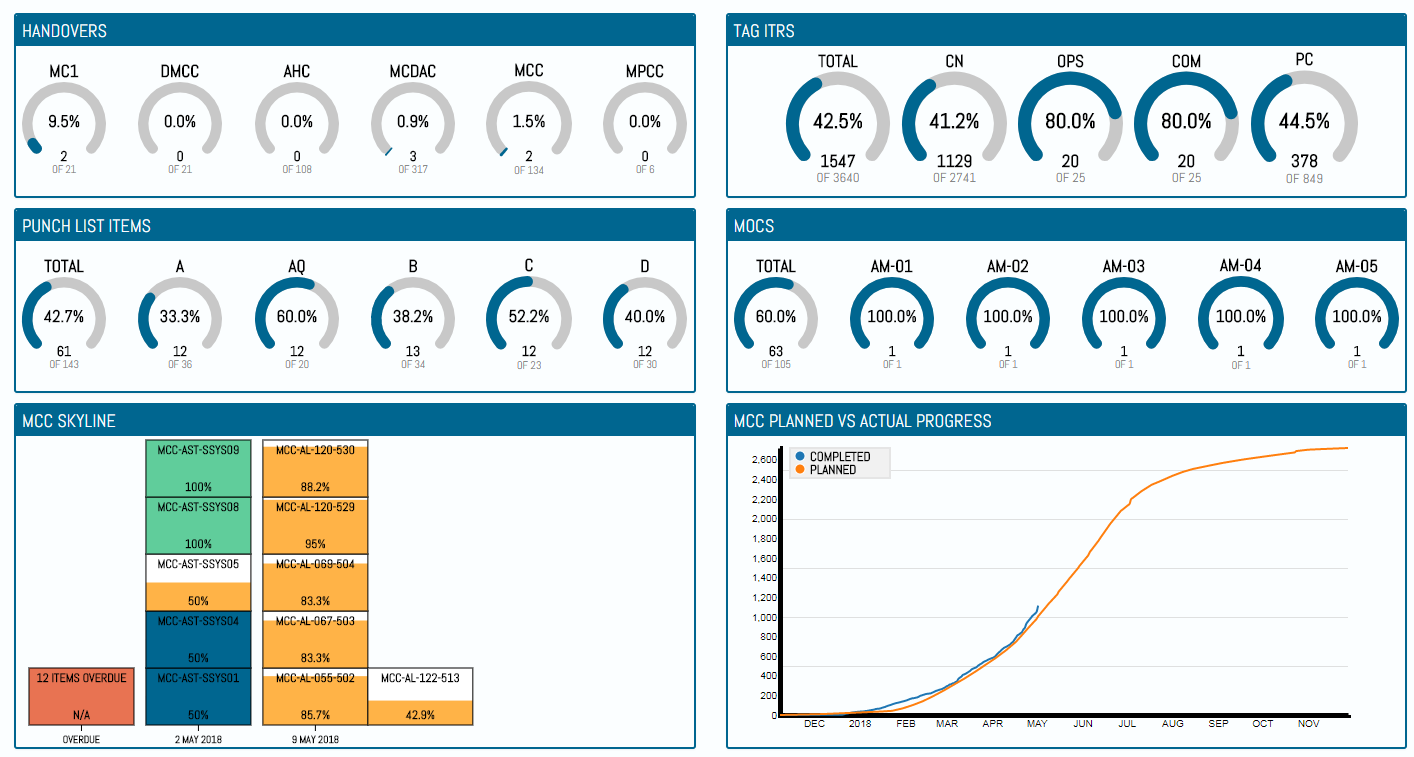 HANDOVERS
MC1 DMCC AHC MCDAC MCC MPCC
9.5% 0.0% 0.0% 0.9% 1.5% 0.0%
2 0 0 3 2 0
OF 21 OF 21 OF 108 OF 317 OF 134 OF 6
TAG ITRS
TOTAL CN OPS COM PC
42.5% 41.2% 80.0% 80.0% 44.5%
1547 1129 20 20 378
OF 3640 OF 2741 OF 25 OF 25 OF 849
PUNCH LIST ITEMS
TOTAL A AQ B C D
42.7% 33.3% 60.0% 38.2% 52.2% 40.0%
61 12 12 13 12 12
OF 143 OF 36 OF 20 OF 34 OF 23 OF 30
MOCS
TOTAL AM-01 AM-02 AM-03 AM-04 AM-05
60.0% 100.0% 100.0% 100.0% 100.0% 100.0%
63 1 1 1 1 1
OF 105 OF 1 OF 1 OF 1 OF 1 OF 1
MCC SKYLINE
MCC-AST-SSYS09 MCC-AL-120-530
100% 88.2%
MCC-AST-SSYS08 MCC-AL-120-529
100% 95%
MCC-AST-SSYS05 MCC-AL-069-504
50% 83.3%
MCC-AST-SSYS04 MCC-AL-067-503
50% 83.3%
12 ITEMS OVERDUE MCC-AST-SSYS01 MCC-AL-055-502 MCC-AL-122-513
N/A 50% 85.7% 42.9%
OVERDUE 2 MAY 2018 9 MAY 2018
MCC PLANNED VS ACTUAL PROGRESS
COMPLETED
PLANNED
2,600
2,400
2,200
2,000
1,800
1,600
1,400
1,200
1,000
800
600
400
200
0
DEC 2018 FEB MAR APR MAY JUN JUL AUG SEP OCT NOV